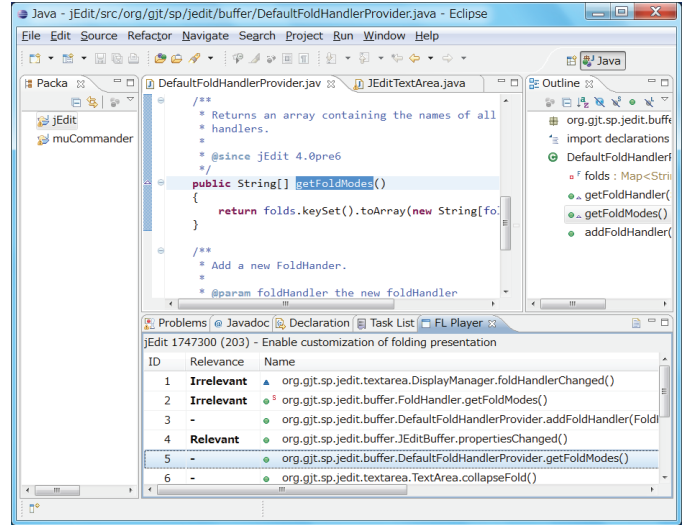 Java - jEdit/src/org/gjt/sp/jedit/buffer/DefaultFoldHandlerProvider.java - Eclipse
File Edit Source Refactor Navigate Search Project Run Window Help
Java
Packa
jEdit
muCommander
DefaultFoldHandlerProvider.jav
JEditTextArea.java
/**
* Returns an array containing the names of all
* handlers.
*
* @since jEdit 4.0pre6
*/
public String[] getFoldModes()
{
return folds.keySet().toArray(new String[fo
}
/**
* Add a new FoldHander.
*
* @param foldHandler the new foldHandler
Outline
org.gjt.sp.jedit.buffe
import declarations
DefaultFoldHandlerF
F folds : Map<Stri
getFoldHandler(
getFoldModes()
addFoldHandler(
Problems @ Javadoc Declaration Task List FL Player
jEdit 1747300 (203) - Enable customization of folding presentation
ID Relevance Name
1 Irrelevant org.gjt.sp.jedit.textarea.DisplayManager.foldHandlerChanged()
2 Irrelevant S org.gjt.sp.jedit.buffer.FoldHandler.getFoldModes()
3 - org.gjt.sp.jedit.buffer.DefaultFoldHandlerProvider.addFoldHandler(Fold
4 Relevant org.gjt.sp.jedit.buffer.JEditBuffer.propertiesChanged()
5 - org.gjt.sp.jedit.buffer.DefaultFoldHandlerProvider.getFoldModes()
6 - org.gjt.sp.jedit.textarea.TextArea.collapseFold()